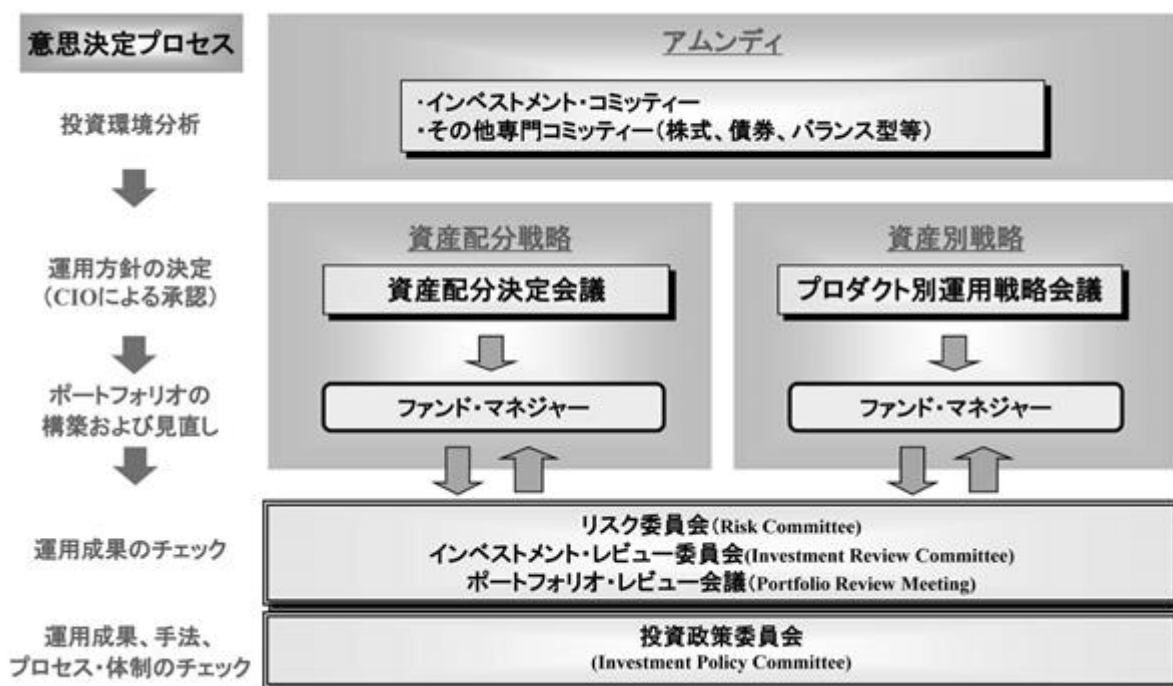 意思決定プロセス
アムンディ
投資環境分析
・インベストメント・コミッティー
・その他専門コミッティー(株式、債券、バランス型等)
運用方針の決定
(CIOによる承認)
資産配分戦略
資産配分決定会議
資産別戦略
プロダクト別運用戦略会議
ポートフォリオの
構築および見直し
ファンド・マネジャー
ファンド・マネジャー
運用成果のチェック
リスク委員会(Risk Committee)
インベストメント・レビュー委員会(Investment Review Committee)
ポートフォリオ・レビュー会議(Portfolio Review Meeting)
運用成果、手法、
プロセス・体制のチェック
投資政策委員会
(Investment Policy Committee)